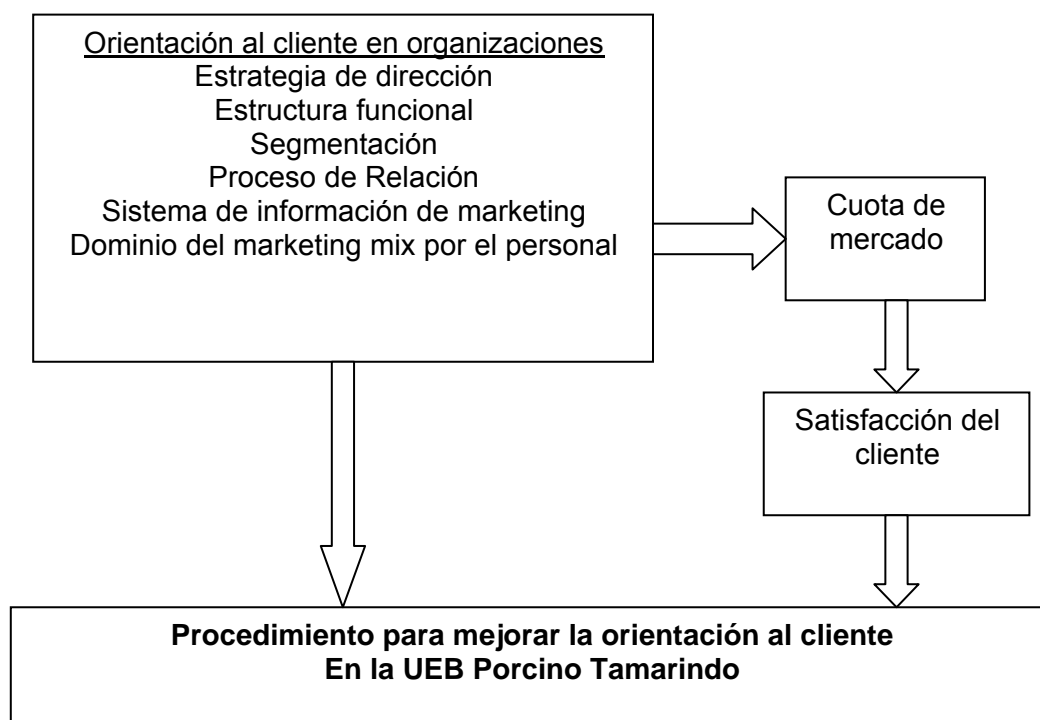 Orientación al cliente en organizaciones
Estrategia de dirección
Estructura funcional
Segmentación
Proceso de Relación
Sistema de información de marketing
Dominio del marketing mix por el personal
Cuota de
mercado
Satisfacción del
cliente
Procedimiento para mejorar la orientación al cliente
En la UEB Porcino Tamarindo